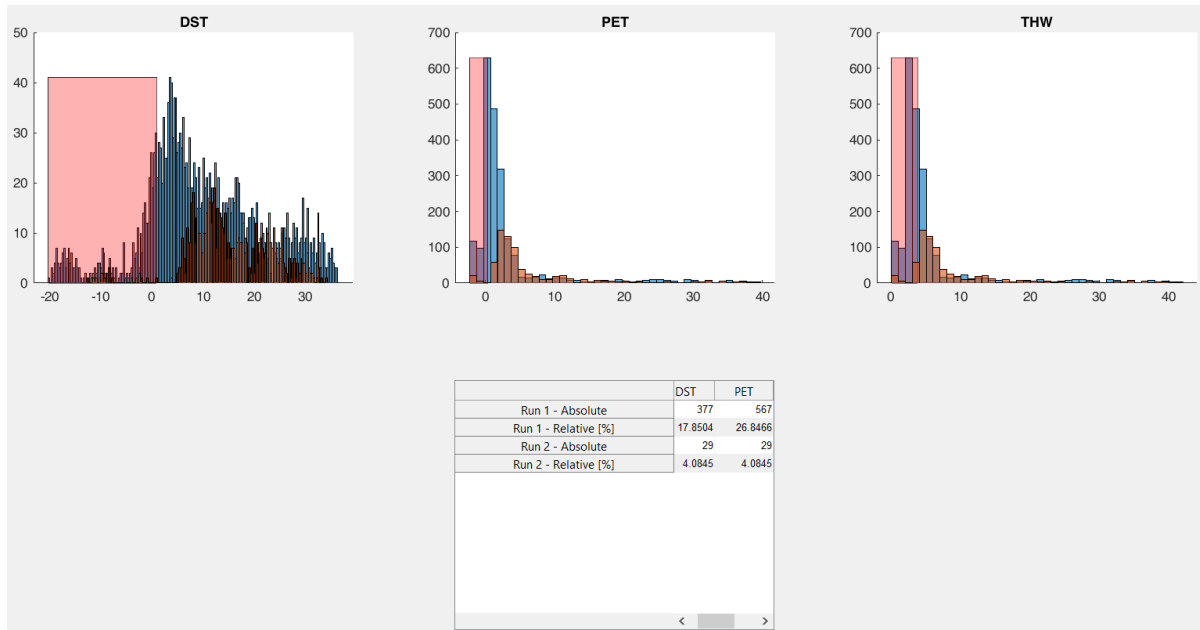 DST
PET
THW
50
40
30
20
10
0
-20 -10 0 10 20 30
700
600
500
400
300
200
100
0
0 10 20 30 40
700
600
500
400
300
200
100
0
0 10 20 30 40
DST PET
Run 1 - Absolute 377 567
Run 1 - Relative [%] 17.8504 26.8466
Run 2 - Absolute 29 29
Run 2 - Relative [%] 4.0845 4.0845